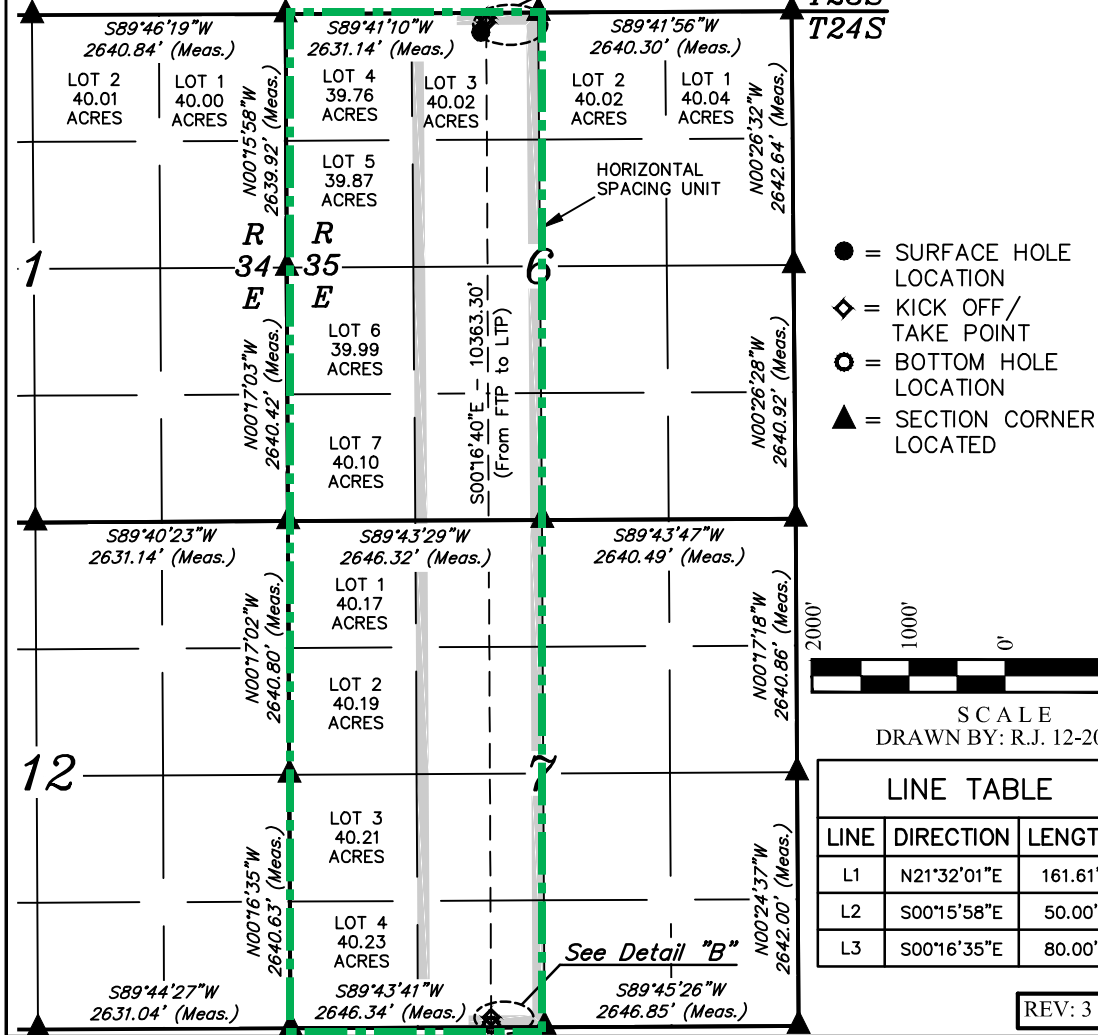 T24S
S89°46'19"W
2640.84' (Meas.)
S89°41'10"W
2631.14' (Meas.)
S89°41'56"W
2640.30' (Meas.)
LOT 2
40.01
ACRES
LOT 1
40.00
ACRES
N00°15'58"W
2639.92' (Meas.)
LOT 4
39.76
ACRES
LOT 3
40.02
ACRES
LOT 2
40.02
ACRES
LOT 1
40.04
ACRES
N00°26'32"W
2642.64' (Meas.)
LOT 5
39.87
ACRES
HORIZONTAL
SPACING UNIT
R
34
E
R
35
E
1
6
N00°17'03"W
2640.42' (Meas.)
LOT 6
39.99
ACRES
LOT 7
40.10
ACRES
S00°16'40"E - 10363.30'
(From FTP to LTP)
N00°26'28"W
2640.92' (Meas.)
= SURFACE HOLE
LOCATION
= KICK OFF/
TAKE POINT
= BOTTOM HOLE
LOCATION
= SECTION CORNER
LOCATED
S89°40'23"W
2631.14' (Meas.)
S89°43'29"W
2646.32' (Meas.)
S89°43'47"W
2640.49' (Meas.)
N00°17'02"W
2640.80' (Meas.)
LOT 1
40.17
ACRES
LOT 2
40.19
ACRES
N00°17'18"W
2640.86' (Meas.)
12
7
N00°16'35"W
2640.63' (Meas.)
LOT 3
40.21
ACRES
LOT 4
40.23
ACRES
N00°24'37"W
2642.00' (Meas.)
See Detail "B"
S89°44'27"W
2631.04' (Meas.)
S89°43'41"W
2646.34' (Meas.)
S89°45'26"W
2646.85' (Meas.)
2000' 1000' 0'
SCALE
DRAWN BY: R.J. 12-20
LINE TABLE
LINE DIRECTION LENGT
L1 N21°32'01"E 161.61'
L2 S00°15'58"E 50.00'
L3 S00°16'35"E 80.00'
REV: 3